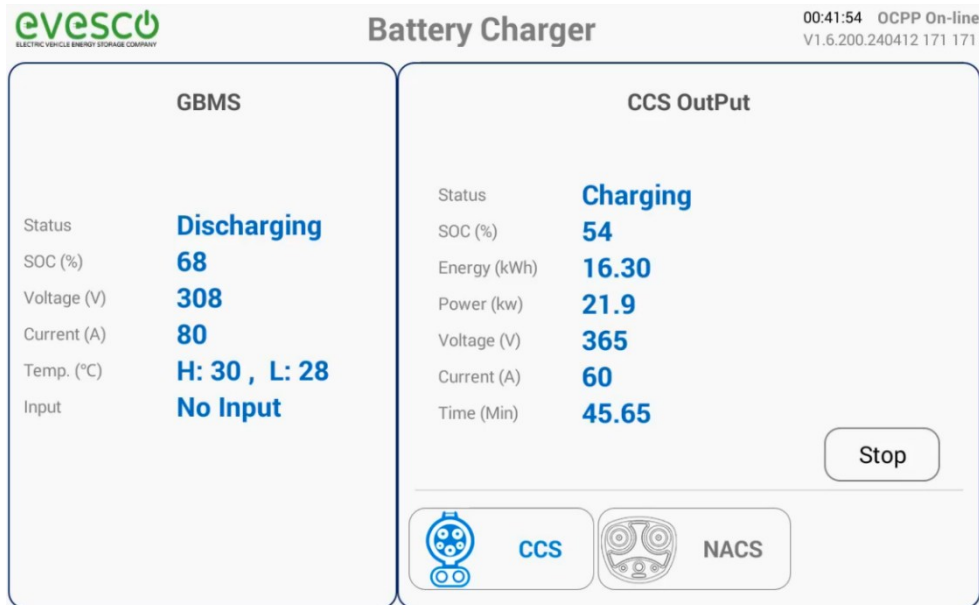 evesco
ELECTRIC VEHICLE ENERGY STORAGE COMPANY
Battery Charger
00:41:54 OCPP On-line
V1.6.200.240412 171 171
GBMS
Status Discharging
SOC (%) 68
Voltage (V) 308
Current (A) 80
Temp. (℃) H: 30 , L: 28
Input No Input
CCS OutPut
Status Charging
SOC (%) 54
Energy (kWh) 16.30
Power (kw) 21.9
Voltage (V) 365
Current (A) 60
Time (Min) 45.65
Stop
CCS
NACS